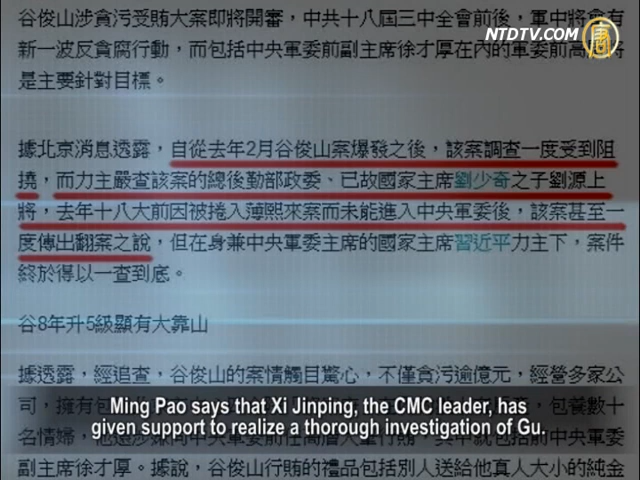 谷俊山涉貪污受賄大案即將開審，中共十八屆三中全會前後，軍中將會有
新一波反貪腐行動，而包括中央軍委前副主席徐才厚在內的軍委前高
將
是主要針對目標。
NTDTV.COM
唐
據北京消息透露，自從去年2月谷俊山案爆發之後，該案調查一度受到阻
撓，而力主嚴查該案的總後勤部政委、已故國家主席劉少奇之子劉源上
將，去年十八大前因被捲入薄熙來案而未能進入中央軍委後，該案甚至一
度傳出翻案之說，但在身兼中央軍委主席的國家主席習近平力主下，案件
終於得以一查到底。
谷8年升5級顯有大靠山
據透露，經追查，谷俊山的案情觸目驚心，不僅貪污逾億元，經營多家公
司，擁有
包養數十
名情婦，
副主席徐才厚。據說，谷俊山行賄的禮品包括別人送給他真人大小的純金
Ming Pao says that Xi Jinping, the CMC leader, has
given support to realize a thorough investigation of Gu.